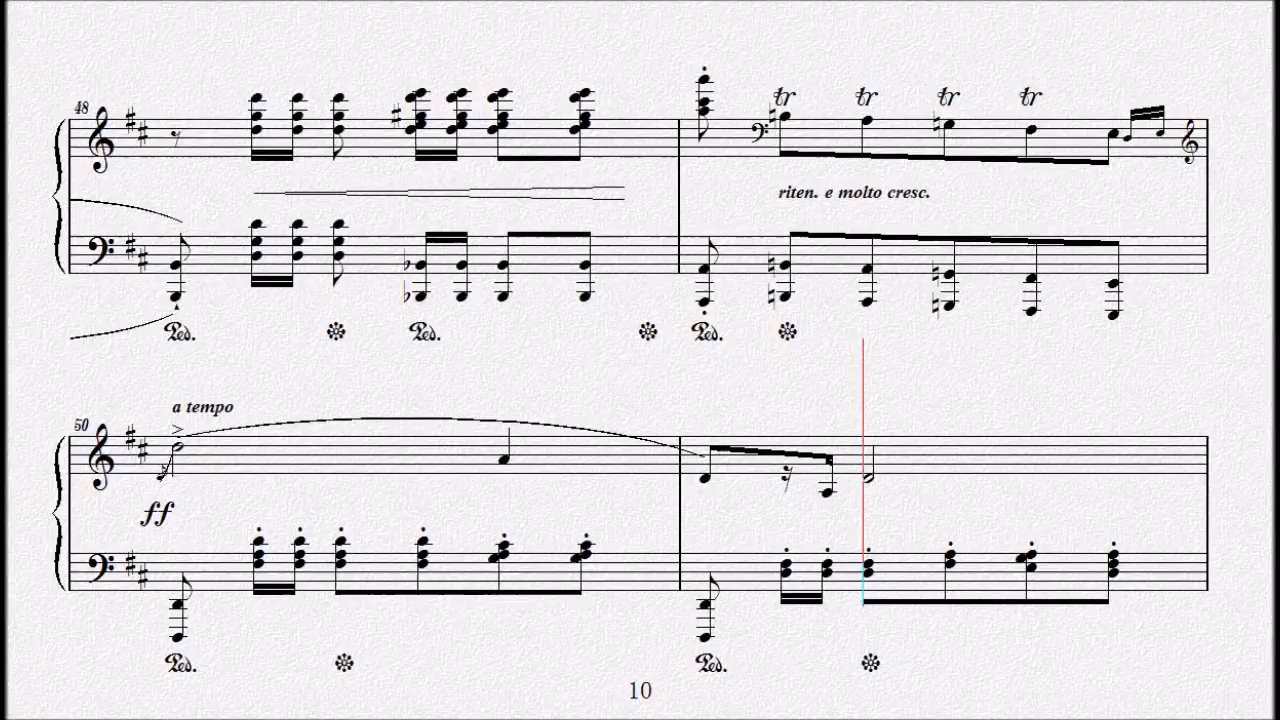 48
tr tr tr tr
riten. e molto cresc.
Ped. Ped. Ped.
50
a tempo
ff
Ped. Ped.
10